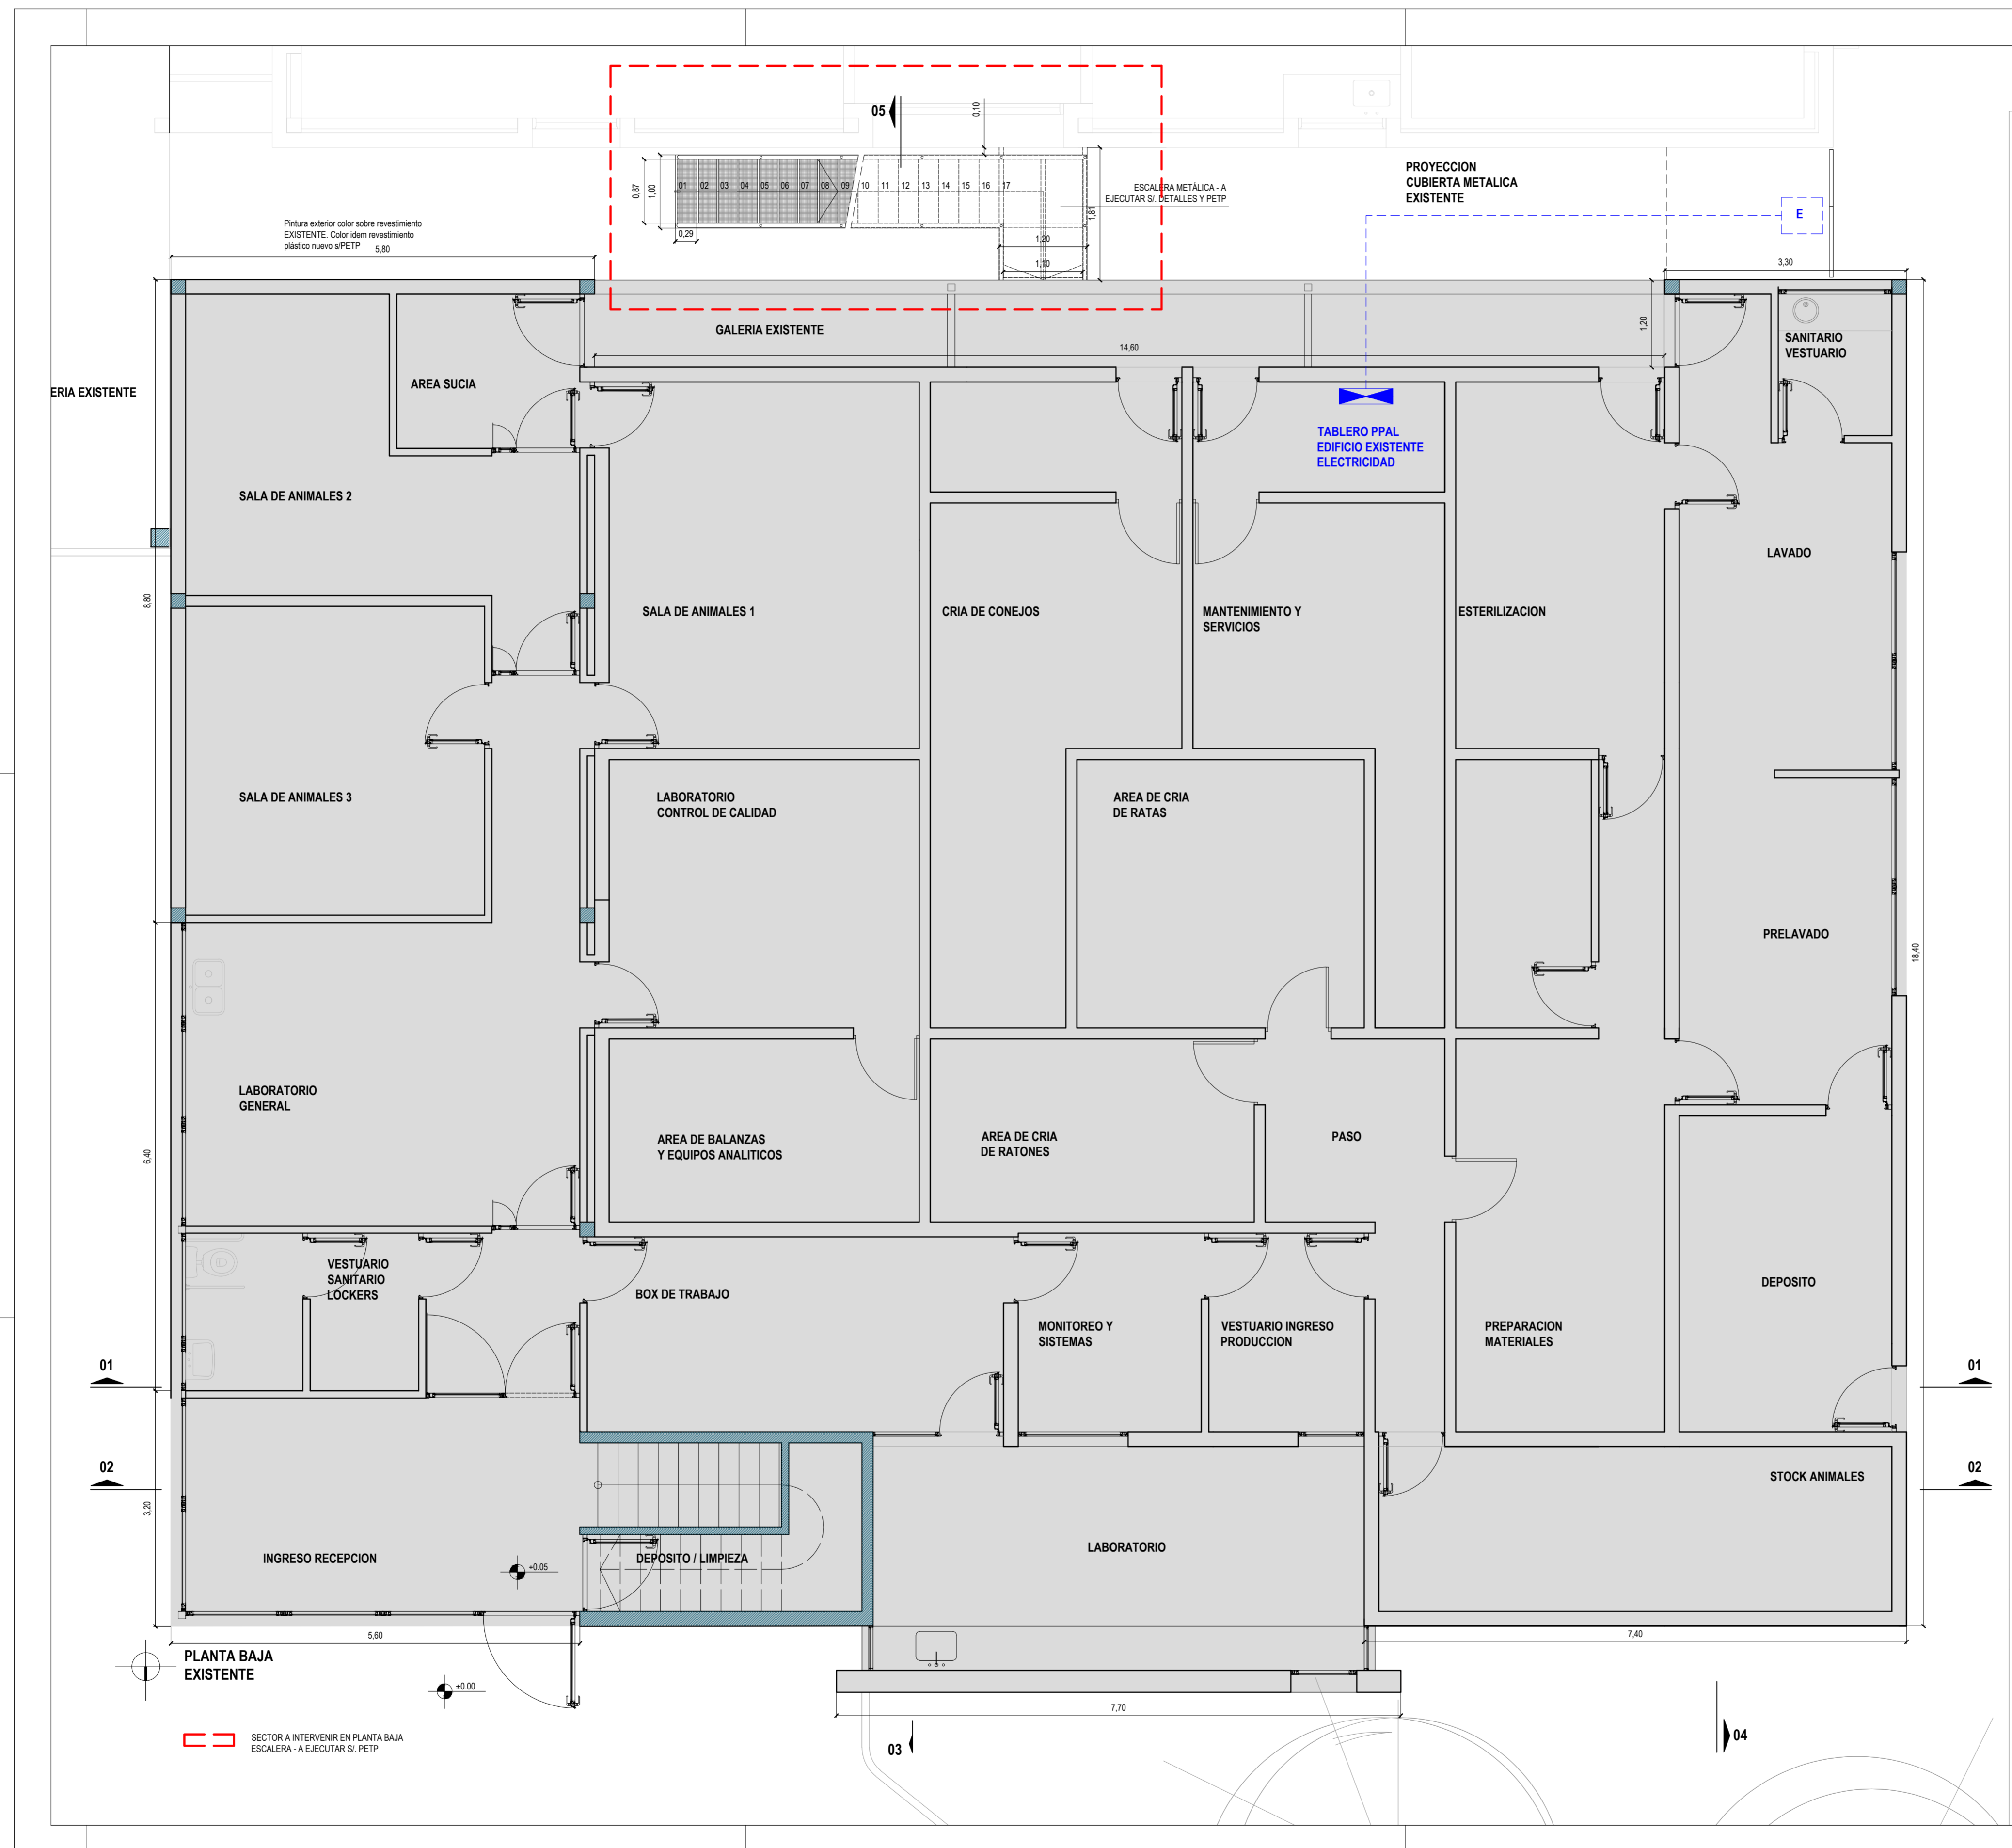 05
0,10
PROYECCION
CUBIERTA METALICA
EXISTENTE
0,87
1,00
01 02 03 04 05 06 07 08 09 10 11 12 13 14 15 16 17
ESCALERA METÁLICA - A
EJECUTAR S/. DETALLES Y PETP
1,81
E
Pintura exterior color sobre revestimiento
EXISTENTE. Color idem revestimiento
plástico nuevo s/PETP
0,29
1,20
1,10
5,80
3,30
GALERIA EXISTENTE
14,60
1,20
SANITARIO
VESTUARIO
AREA SUCIA
ERIA EXISTENTE
TABLERO PPAL
EDIFICIO EXISTENTE
ELECTRICIDAD
SALA DE ANIMALES 2
LAVADO
8,80
SALA DE ANIMALES 1
CRIA DE CONEJOS
MANTENIMIENTO Y
SERVICIOS
ESTERILIZACION
SALA DE ANIMALES 3
LABORATORIO
CONTROL DE CALIDAD
AREA DE CRIA
DE RATAS
PRELAVADO
18,40
LABORATORIO
GENERAL
6,40
AREA DE BALANZAS
Y EQUIPOS ANALITICOS
AREA DE CRIA
DE RATONES
PASO
VESTUARIO
SANITARIO
LOCKERS
BOX DE TRABAJO
DEPOSITO
MONITOREO Y
SISTEMAS
VESTUARIO INGRESO
PRODUCCION
PREPARACION
MATERIALES
01
01
02
02
3,20
STOCK ANIMALES
INGRESO RECEPCION
+0.05
DEPOSITO / LIMPIEZA
LABORATORIO
5,60
7,40
PLANTA BAJA
EXISTENTE
±0.00
7,70
SECTOR A INTERVENIR EN PLANTA BAJA
ESCALERA - A EJECUTAR S/. PETP
03
04